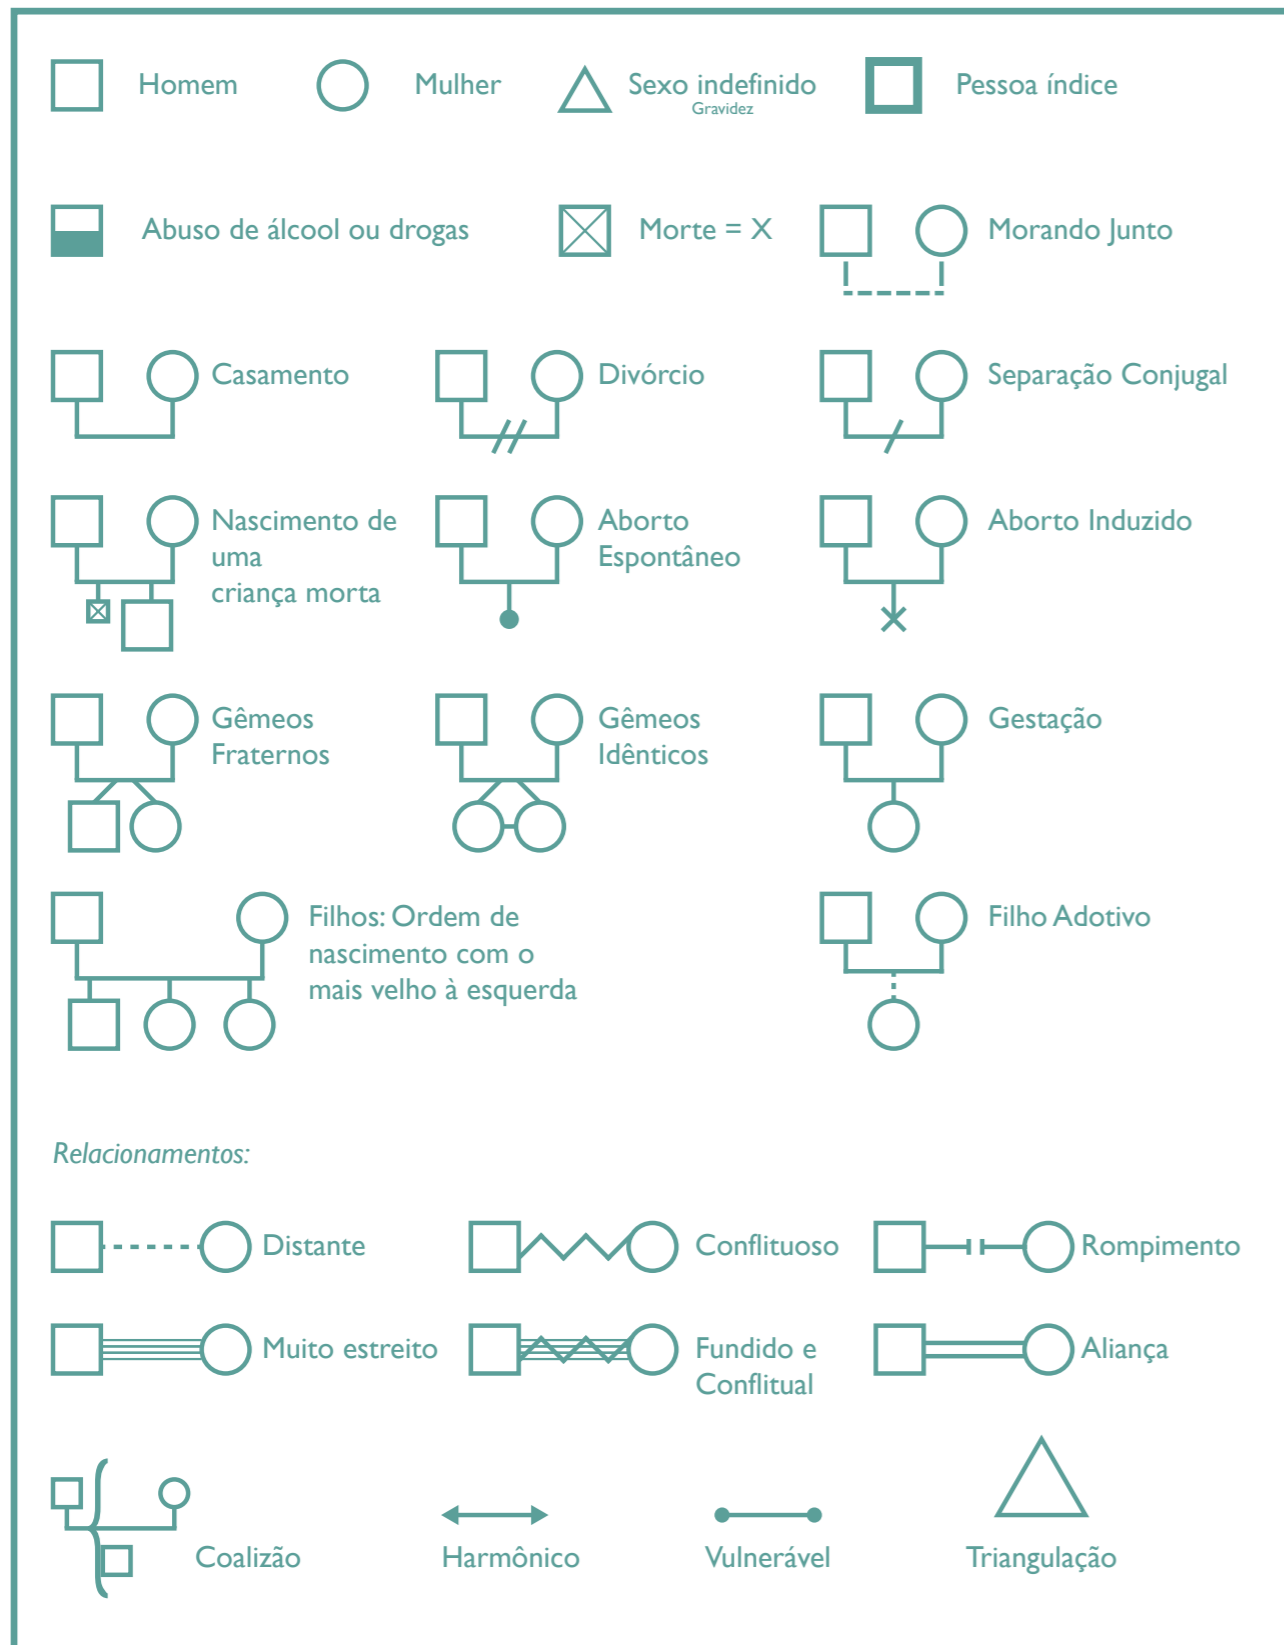 Homem
Mulher
Sexo indefinido
Gravidez
Pessoa índice
Abuso de álcool ou drogas
Morte = X
Morando Junto
Casamento
Divórcio
Separação Conjugal
Nascimento de
uma
criança morta
Aborto
Espontâneo
Aborto Induzido
Gêmeos
Fraternos
Gêmeos
Idênticos
Gestação
Filhos: Ordem de
nascimento com o
mais velho à esquerda
Filho Adotivo
Relacionamentos:
Distante
Conflituoso
Rompimento
Muito estreito
Fundido e
Conflitual
Aliança
Coalizão
Harmônico
Vulnerável
Triangulação